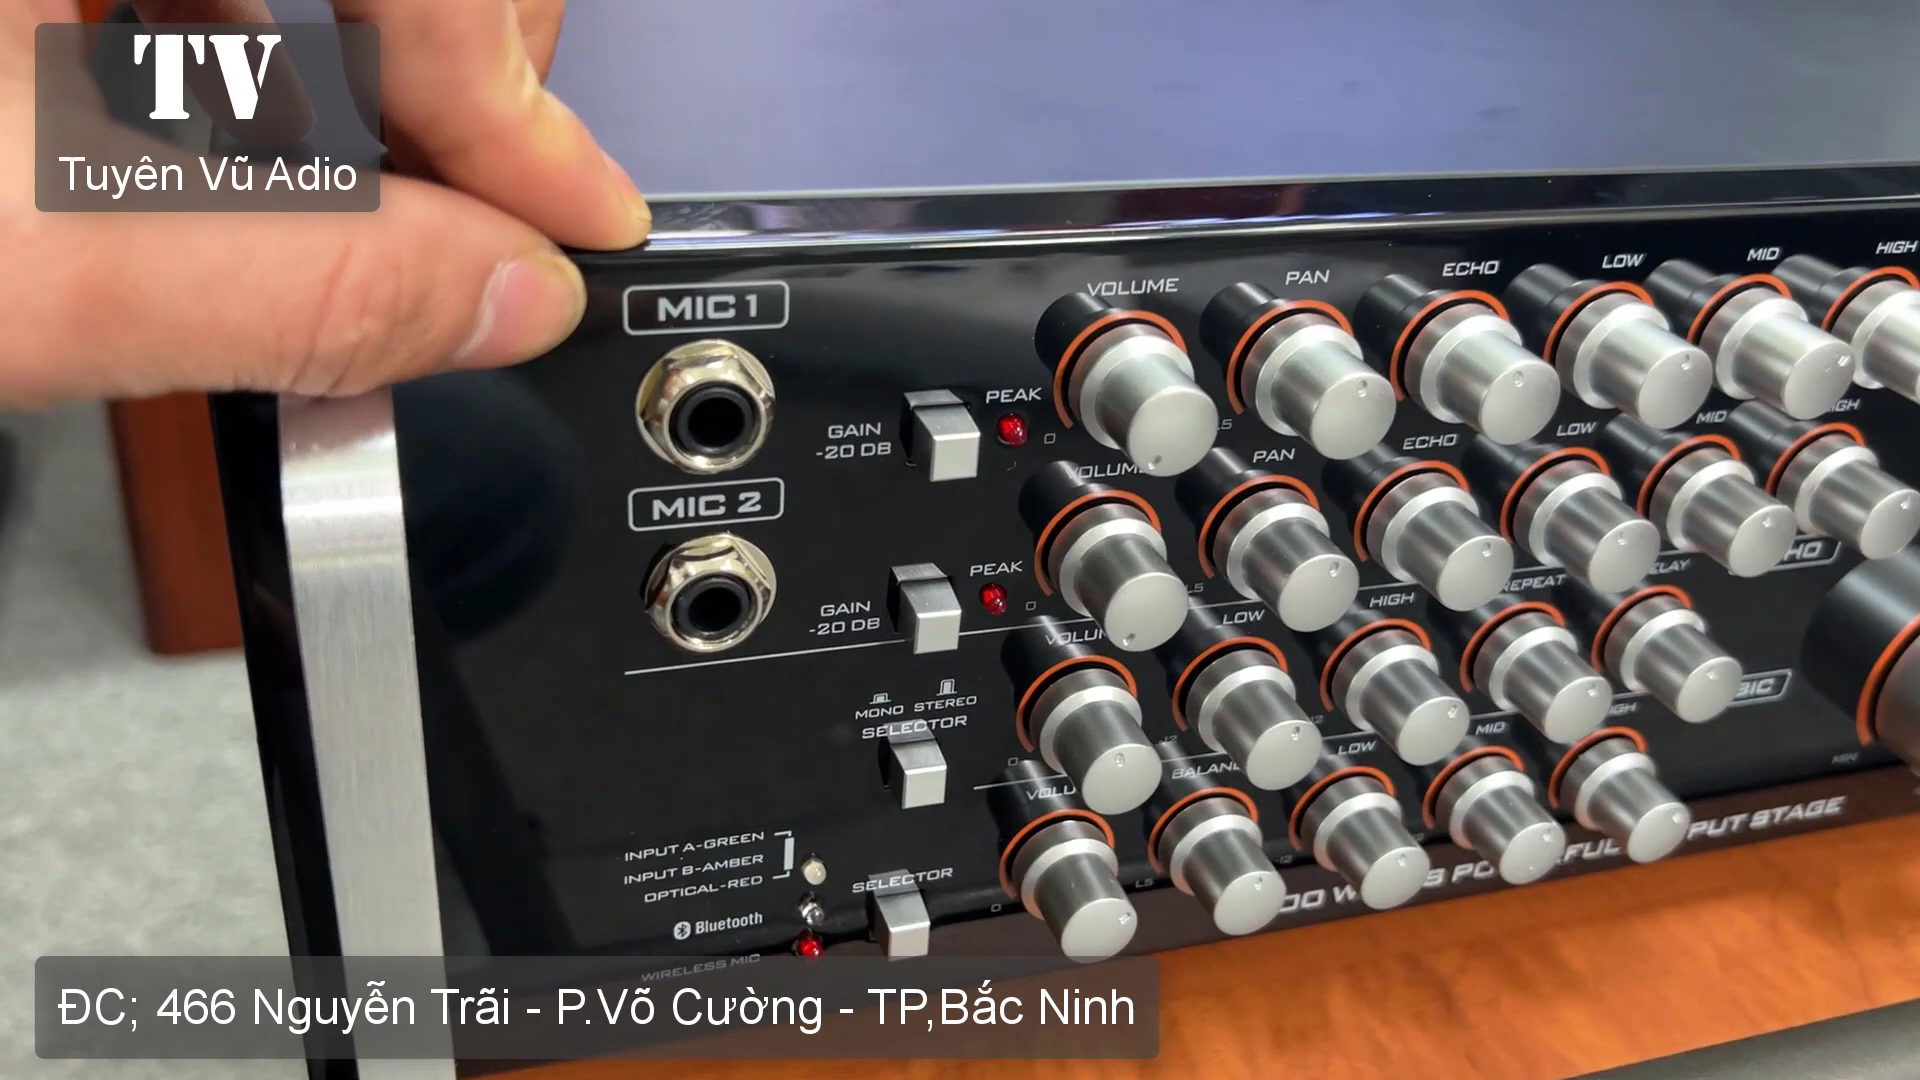 TV
Tuyên Vũ Adio
MIC 1
VOLUME
PAN
ECHO
LOW
MID
HIGH
GAIN
-20 DB
PEAK
MIC 2
PAN
ECHO
LOW
MID
GAIN
-20 DB
PEAK
LOW
HIGH
REPEAT
MONO STEREO
SELECTOR
LOW
MID
INPUT A-GREEN
INPUT B-AMBER
OPTICAL-RED
SELECTOR
Bluetooth
WIRELESS MIC
MIN
STAGE
ĐC; 466 Nguyễn Trãi - P.Võ Cường - TP,Bắc Ninh